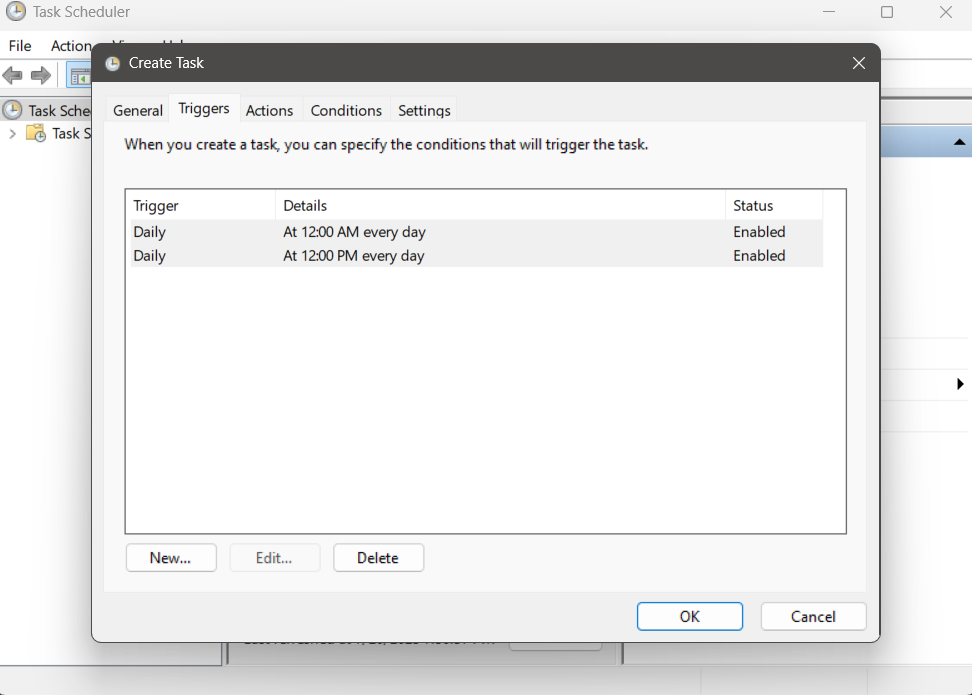 Task Scheduler
File Action
Create Task
Task Sche
Task S
General Triggers Actions Conditions Settings
When you create a task, you can specify the conditions that will trigger the task.
Trigger Details Status
Daily At 12:00 AM every day Enabled
Daily At 12:00 PM every day Enabled
New... Edit... Delete
OK Cancel